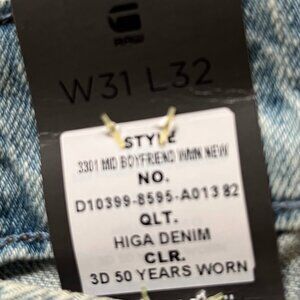 RAW
W31 L32
STYLE
3301 MID BOYFRIEND WMN NEW
NO.
D10399-8595-A013 82
QLT.
HIGA DENIM
CLR.
3D 50 YEARS WORN